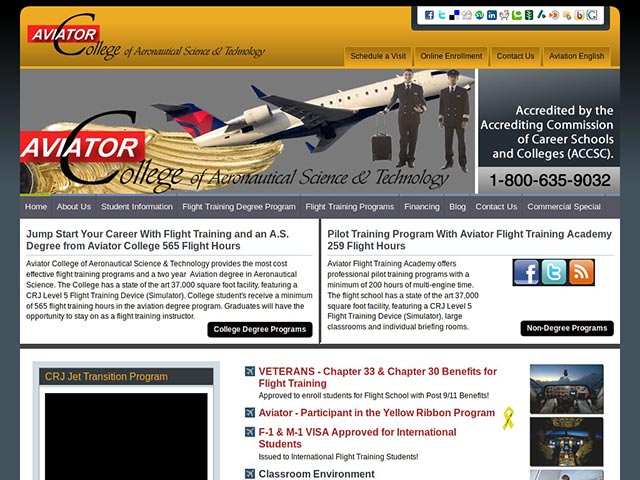 AVIATOR
College of Aeronautical Science & Technology
Schedule a Visit
Online Enrollment
Contact Us
Aviation English
AVIATOR
College of Aeronautical Science & Technology
Accredited by the
Accrediting Commission
of Career Schools
and Colleges (ACCSC).
1-800-635-9032
Home
About Us
Student Information
Flight Training Degree Program
Flight Training Programs
Financing
Blog
Contact Us
Commercial Special
Jump Start Your Career With Flight Training and an A.S.
Degree from Aviator College 565 Flight Hours
Aviator College of Aeronautical Science & Technology provides the most cost
effective flight training programs and a two year Aviation degree in Aeronautical
Science. The College has a state of the art 37,000 square foot facility, featuring a
CRJ Level 5 Flight Training Device (Simulator). College student's receive a minimum
of 565 flight training hours in the aviation degree program. Graduates will have the
opportunity to stay on as a flight training instructor.
College Degree Programs
Pilot Training Program With Aviator Flight Training Academy
259 Flight Hours
Aviator Flight Training Academy offers
professional pilot training programs with a
minimum of 200 hours of multi-engine time.
The flight school has a state of the art 37,000
square foot facility, featuring a CRJ Level 5
Flight Training Device (Simulator), large
classrooms and individual briefing rooms.
Non-Degree Programs
CRJ Jet Transition Program
VETERANS - Chapter 33 & Chapter 30 Benefits for
Flight Training
Approved to enroll students for Flight School with Post 9/11 Benefits!
Aviator - Participant in the Yellow Ribbon Program
F-1 & M-1 VISA Approved for International
Students
Issued to International Flight Training Students!
Classroom Environment